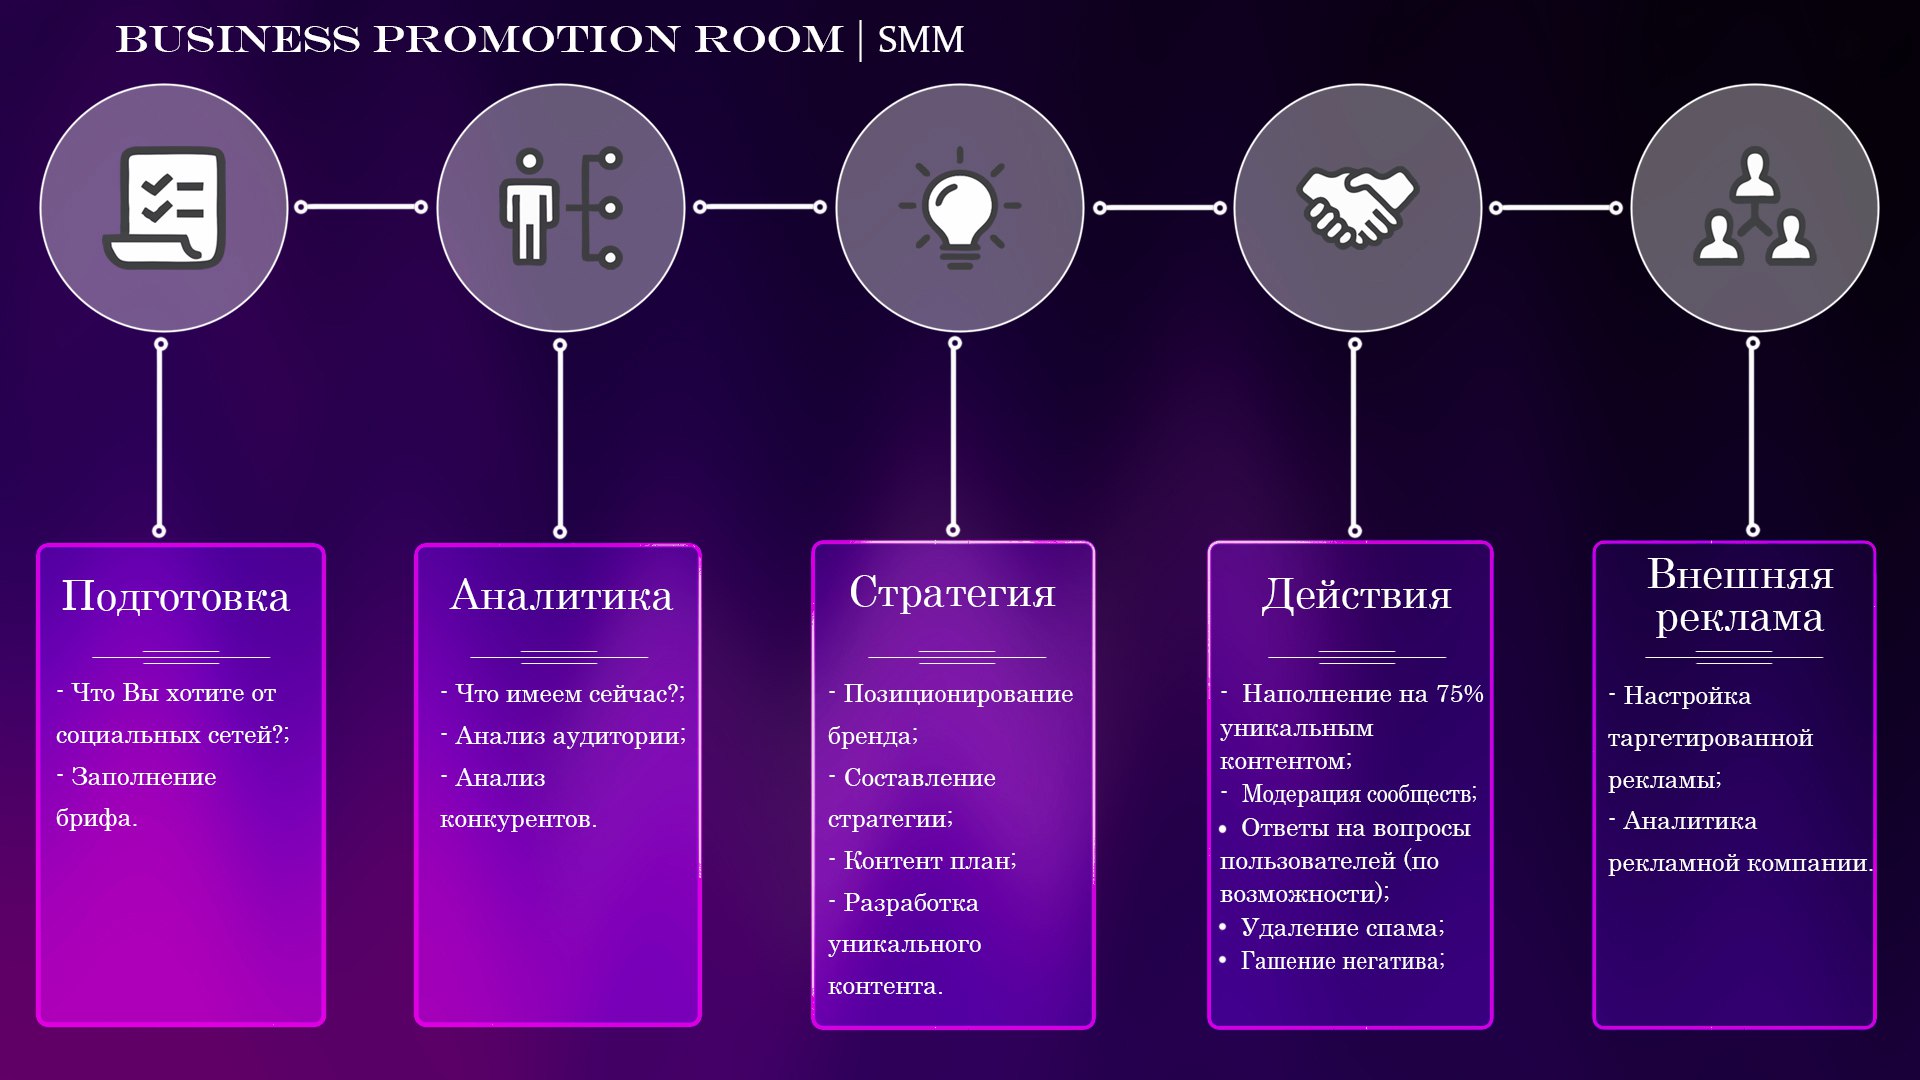 BUSINESS PROMOTION ROOM | SMM
Подготовка
- Что Вы хотите от
социальных сетей?;
- Заполнение
брифа.
Аналитика
- Что имеем сейчас?;
- Анализ аудитории;
- Анализ
конкурентов.
Стратегия
- Позиционирование
бренда;
- Составление
стратегии;
- Контент план;
- Разработка
уникального
контента.
Действия
- Наполнение на 75%
уникальным
контентом;
- Модерация сообществ;
• Ответы на вопросы
пользователей (по
возможности);
• Удаление спама;
• Гашение негатива;
Внешняя
реклама
- Настройка
таргетированной
рекламы;
- Аналитика
рекламной компании.